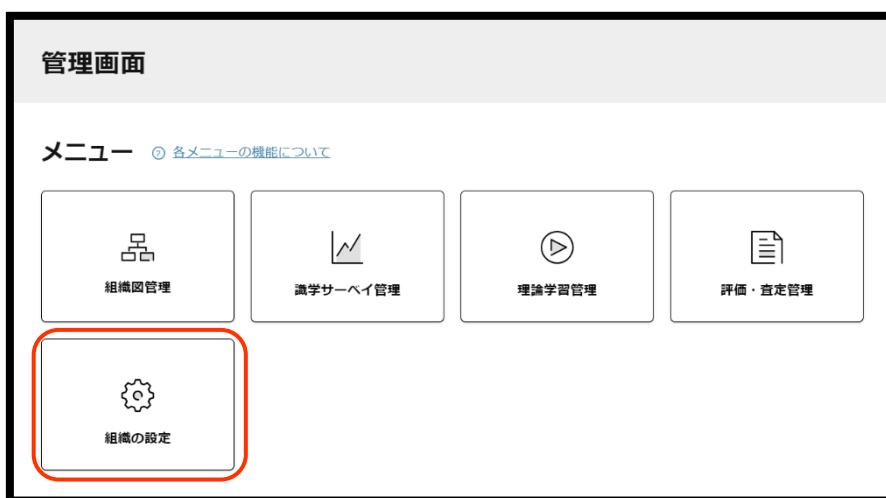 管理画面
メニュー ? 各メニューの機能について
組織図管理
識学サーベイ管理
理論学習管理
評価・査定管理
組織の設定